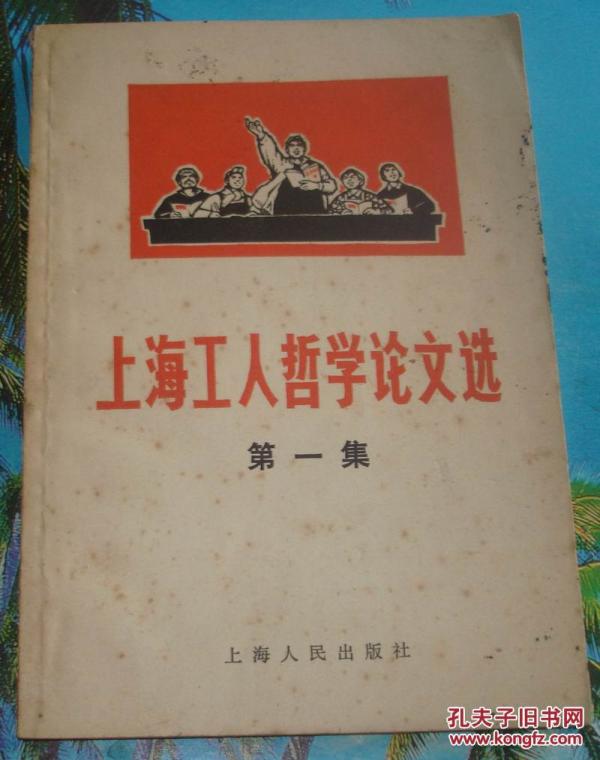 上海工人哲学论文选
第一集
上海人民出版社
孔夫子旧书网
www.kongfz.com